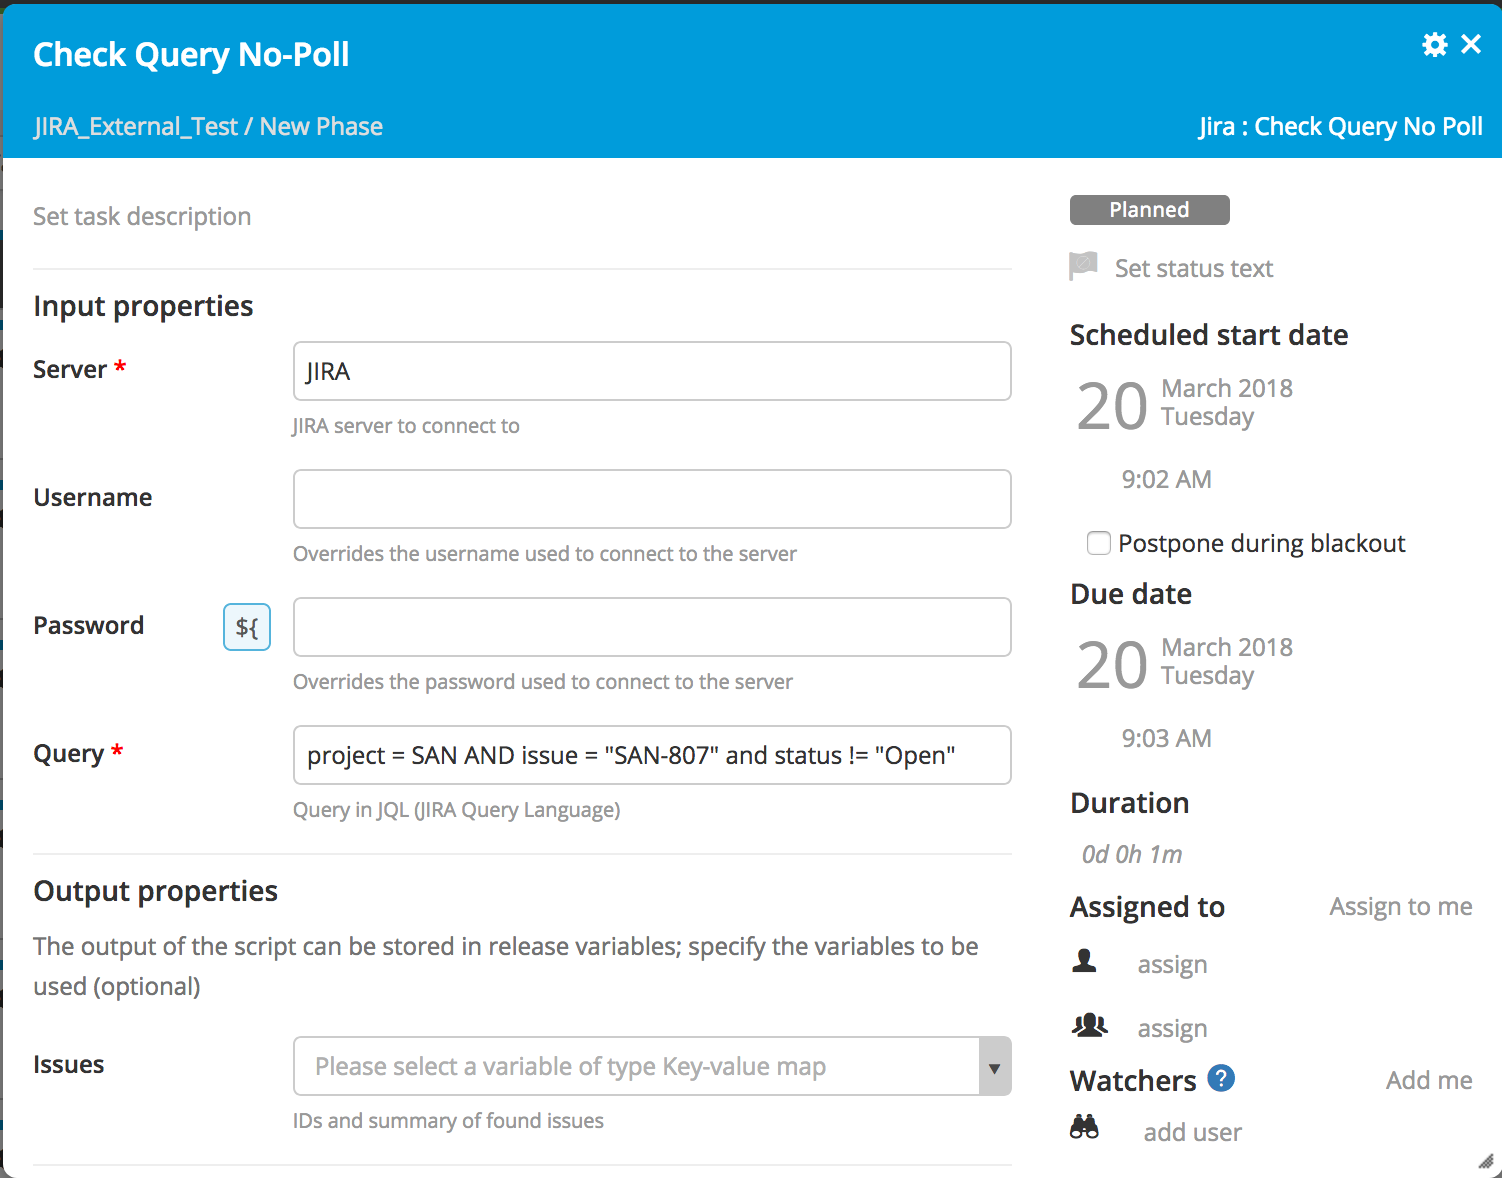 Check Query No-Poll
JIRA_External_Test / New Phase
Jira : Check Query No Poll
Set task description
Input properties
Server *
JIRA
JIRA server to connect to
Username
Overrides the username used to connect to the server
Password
${
Overrides the password used to connect to the server
Query *
project = SAN AND issue = "SAN-807" and status != "Open"
Query in JQL (JIRA Query Language)
Output properties
The output of the script can be stored in release variables; specify the variables to be
used (optional)
Issues
Please select a variable of type Key-value map
IDs and summary of found issues
Planned
Set status text
Scheduled start date
20
March 2018
Tuesday
9:02 AM
Postpone during blackout
Due date
20
March 2018
Tuesday
9:03 AM
Duration
0d 0h 1m
Assigned to
Assign to me
assign
assign
Watchers ?
Add me
add user